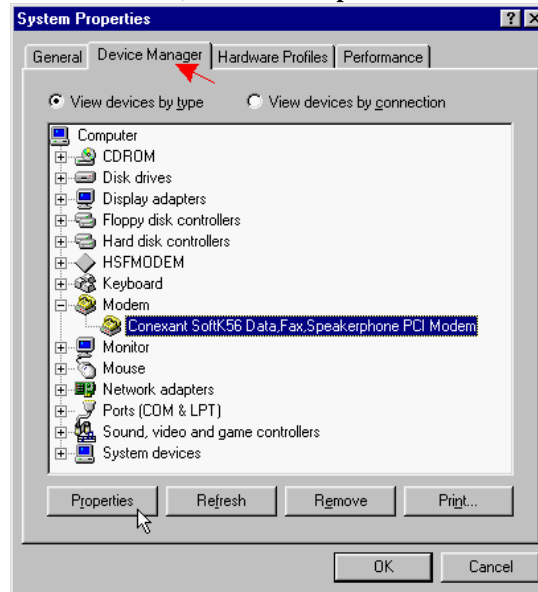 System Properties
General Device Manager Hardware Profiles Performance
View devices by type View devices by connection
Computer
CDROM
Disk drives
Display adapters
Floppy disk controllers
Hard disk controllers
HSFMODEM
Keyboard
Modem
Conexant SoftK56 Data,Fax,Speakerphone PCI Modem
Monitor
Mouse
Network adapters
Ports (COM & LPT)
Sound, video and game controllers
System devices
Properties Refresh Remove Print...
OK Cancel